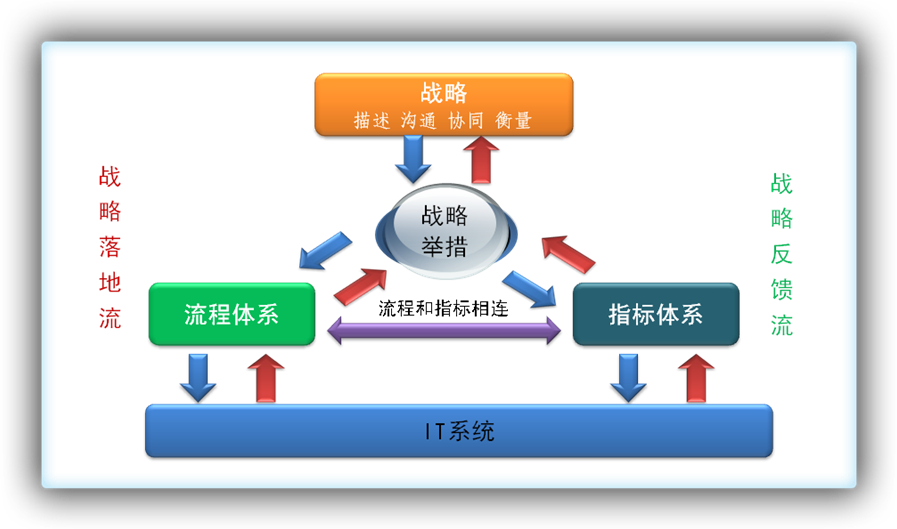 战略
描述 沟通 协同 衡量
战略落地流
战略
举措
战略反馈流
流程和指标相连
流程体系
指标体系
IT系统